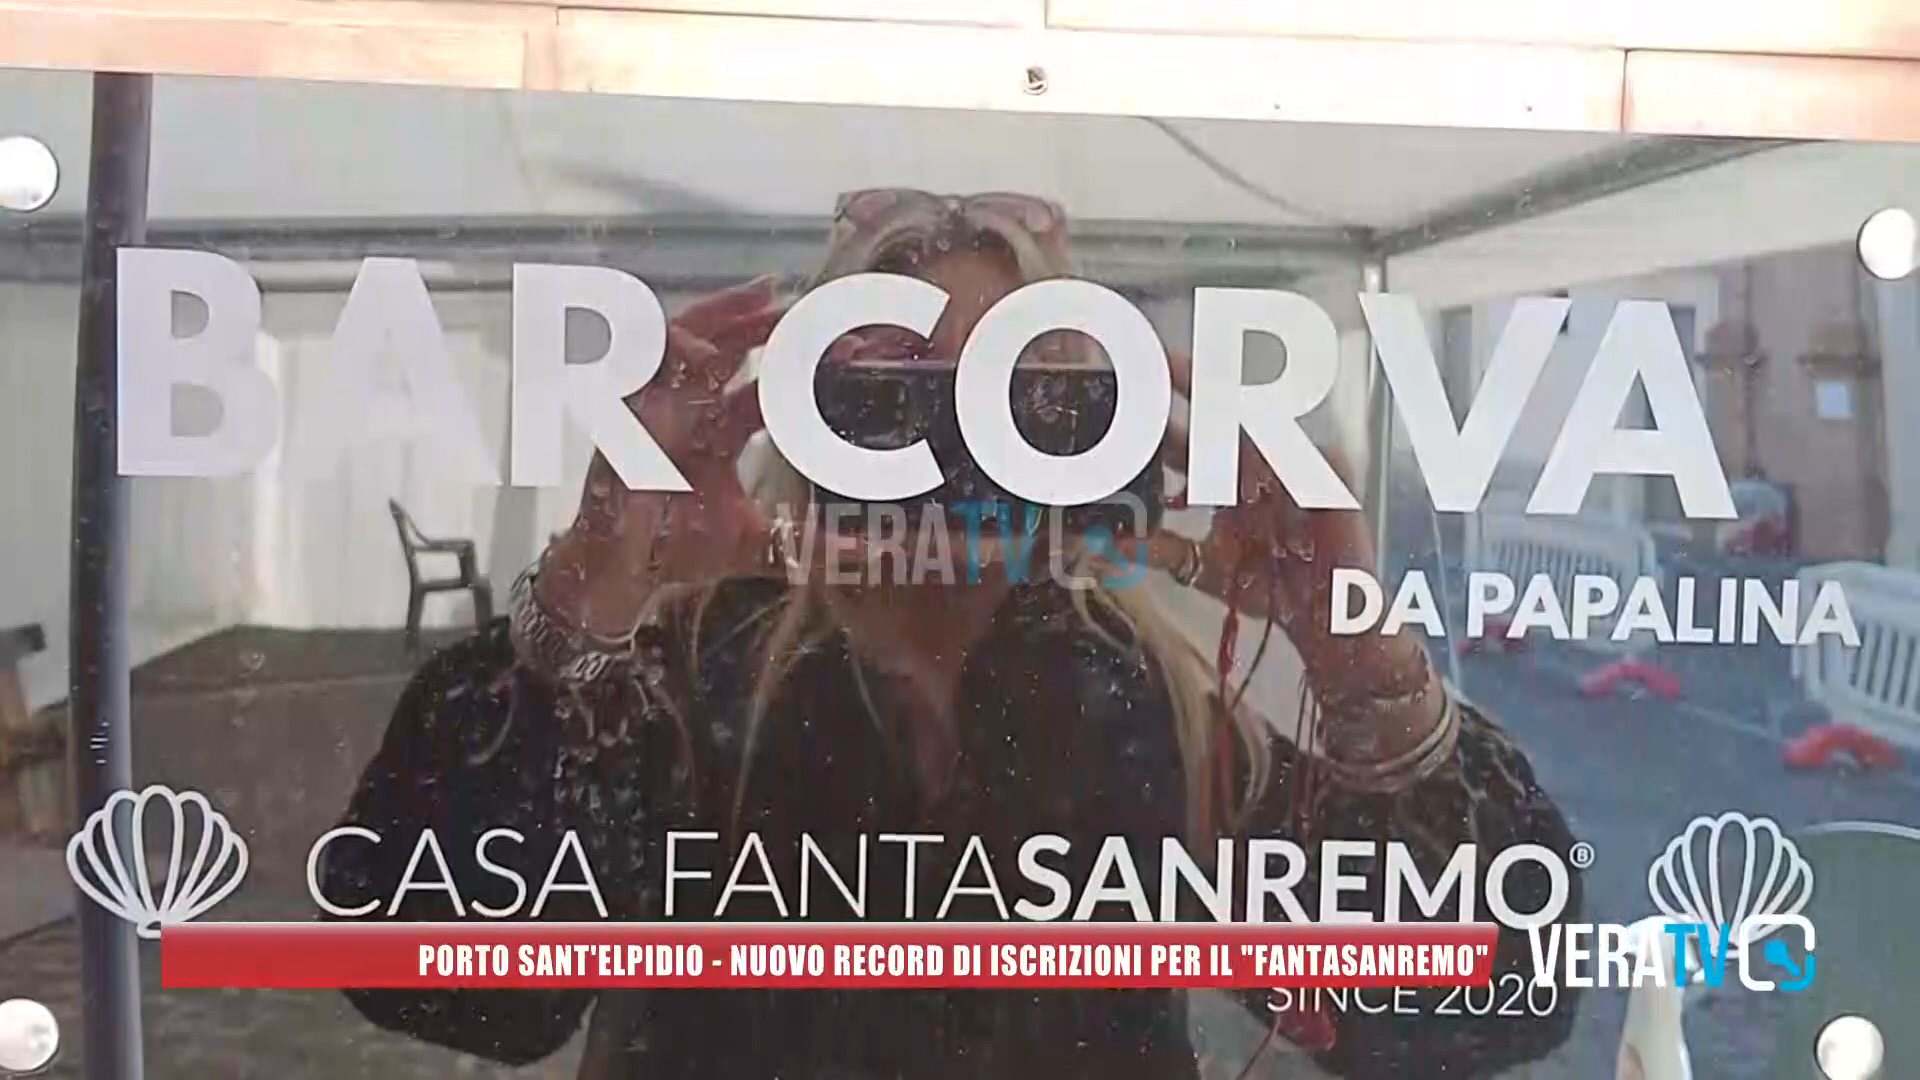 BAR CORVA
VERATV
DA PAPALINA
CASA FANTASANREMO®
PORTO SANT'ELPIDIO - NUOVO RECORD DI ISCRIZIONI PER IL "FANTASANREMO"
VERATV
SINCE 2020